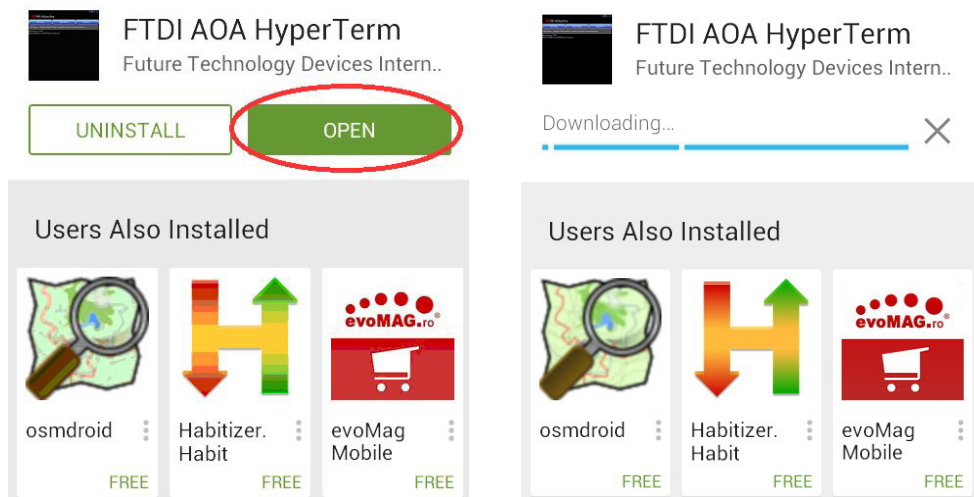 FTDI AOA HyperTerm
Future Technology Devices Intern..
UNINSTALL
OPEN
Users Also Installed
evoMAG.ro®
osmdroid
Habitizer.
Habit
evoMag
Mobile
FREE
FREE
FREE
FTDI AOA HyperTerm
Future Technology Devices Intern..
Downloading...
Users Also Installed
evoMAG.ro®
osmdroid
Habitizer.
Habit
evoMag
Mobile
FREE
FREE
FREE